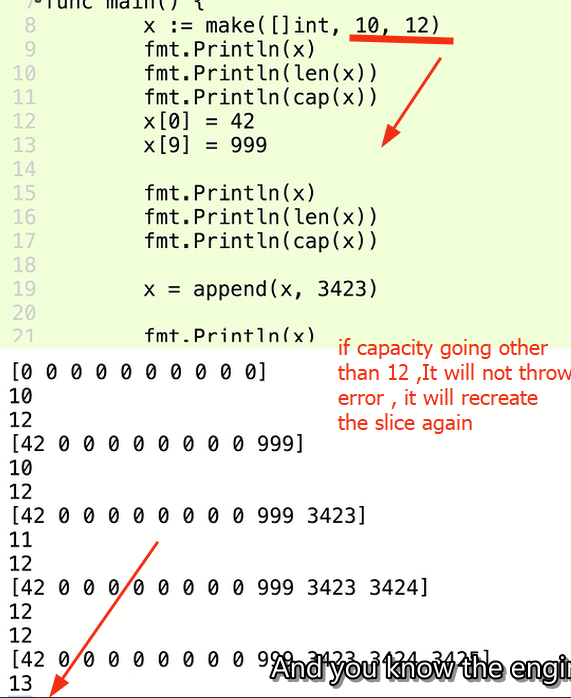 7 func main() {
8 x := make([]int, 10, 12)
9 fmt.Println(x)
10 fmt.Println(len(x))
11 fmt.Println(cap(x))
12 x[0] = 42
13 x[9] = 999
14
15 fmt.Println(x)
16 fmt.Println(len(x))
17 fmt.Println(cap(x))
18
19 x = append(x, 3423)
20
21 fmt.Println(x)
if capacity going other
than 12 ,It will not throw
error , it will recreate
the slice again
[0 0 0 0 0 0 0 0 0 0]
10
12
[42 0 0 0 0 0 0 0 0 999]
10
12
[42 0 0 0 0 0 0 0 0 999 3423]
11
12
[42 0 0 0 0 0 0 0 0 999 3423 3424]
12
12
[42 0 0 0 0 0 0 0 0 999 3423 3424 3425]
13
And you know the engi